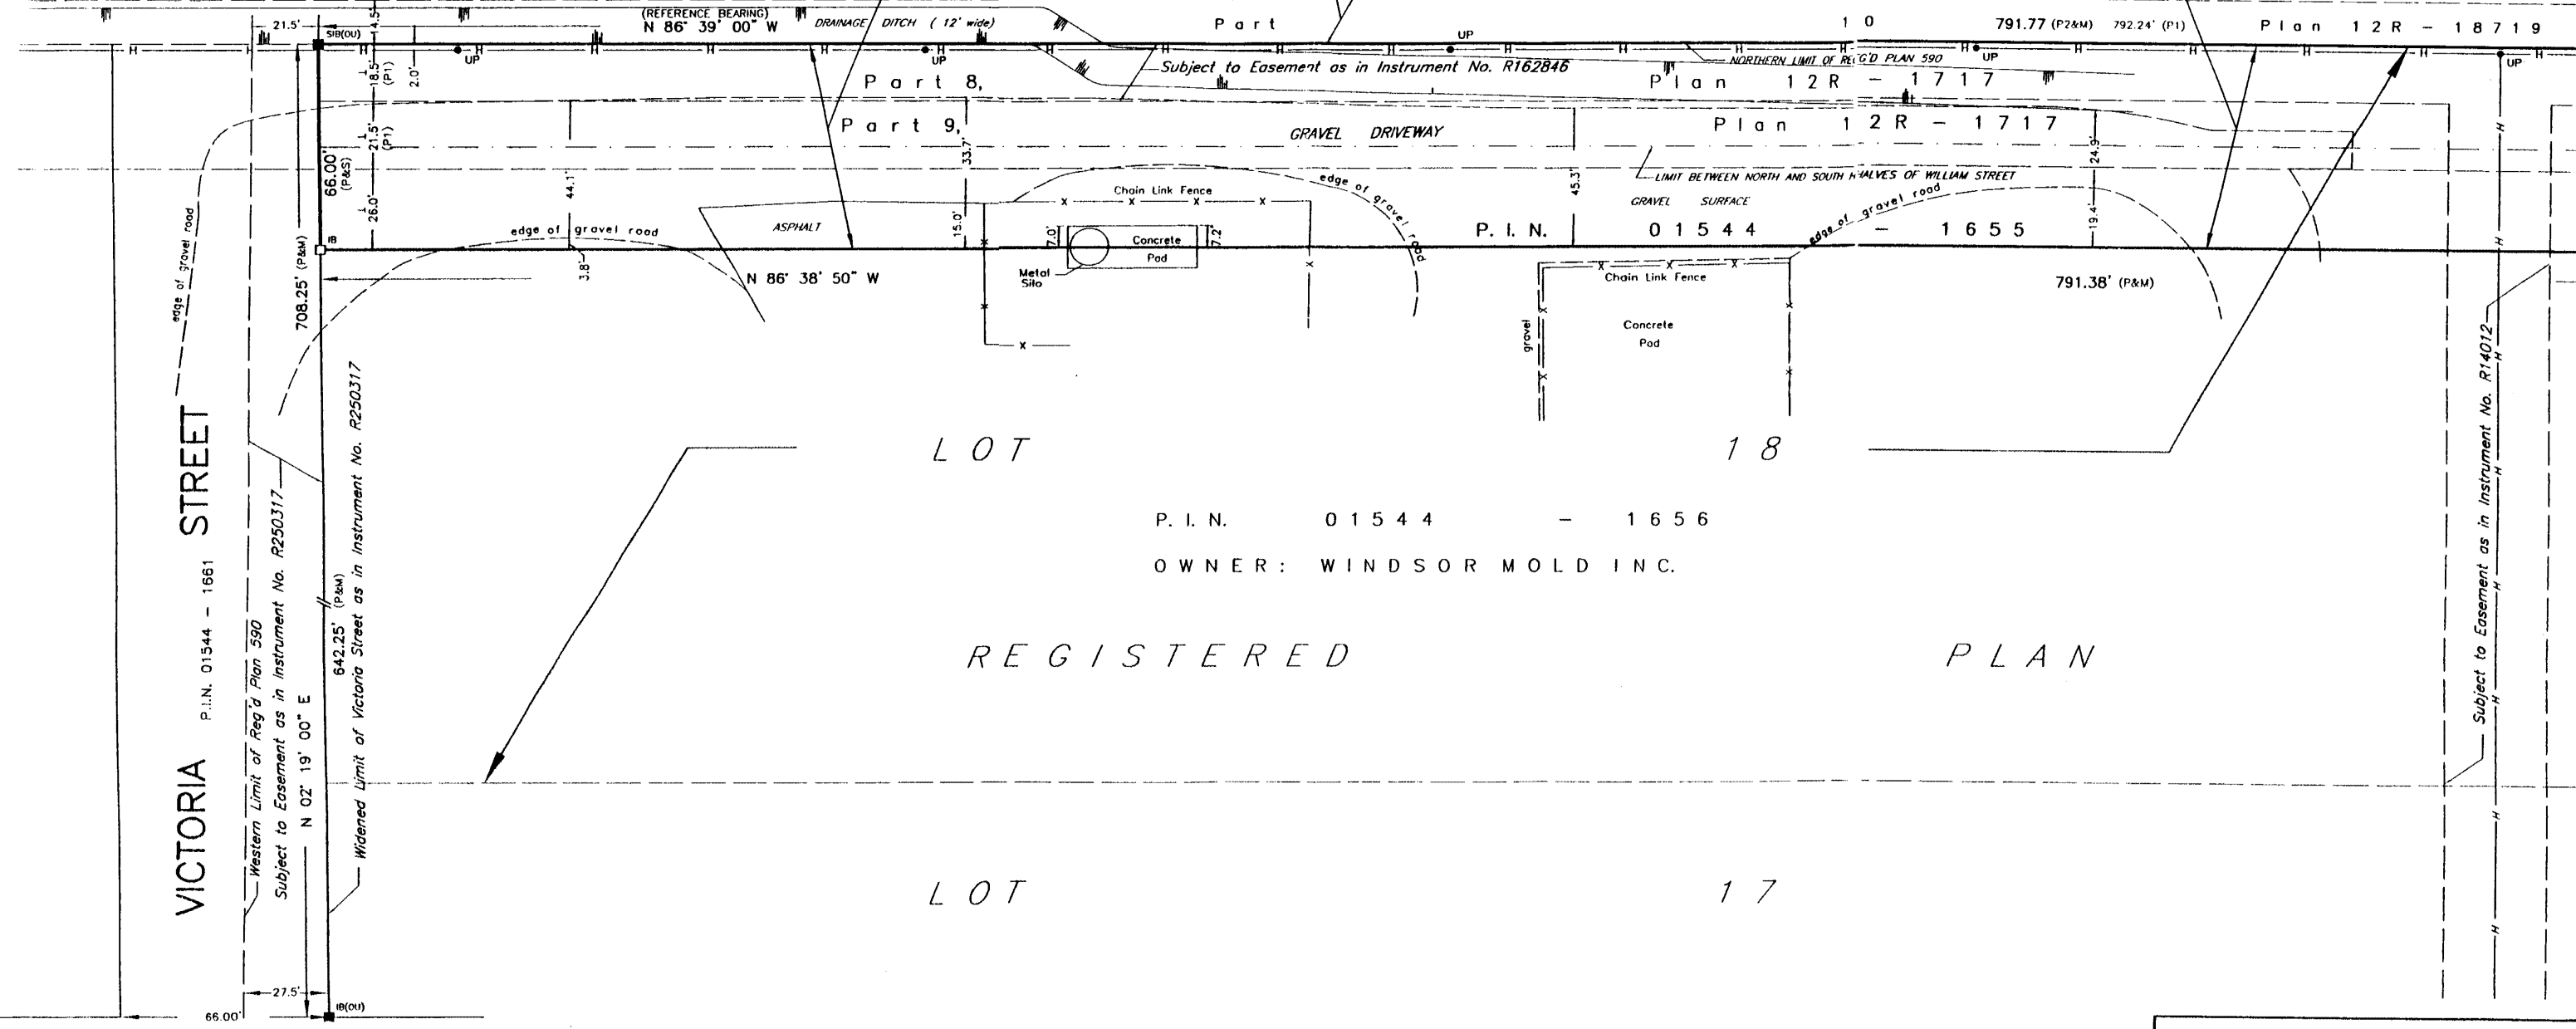 21.5'
4.5'
SIB(OU)
(REFERENCE BEARING)
N 86° 39' 00" W
DRAINAGE DITCH ( 12' wide)
Part
10
791.77 (P2&M)
792.24' (P1)
Plan 12R - 18719
UP
UP
UP
UP
UP
UP
8.5'
(P1)
2.0'
Part 8,
Subject to Easement as in Instrument No. R162846
NORTHERN LIMIT OF REG'D PLAN 590
Plan 12R - 1717
21.5'
(P1)
Part 9,
GRAVEL DRIVEWAY
Plan 12R - 1717
66.00'
(P&S)
26.0'
44.1'
33.7'
15.0'
45.3'
24.9'
19.4'
LIMIT BETWEEN NORTH AND SOUTH HALVES OF WILLIAM STREET
Chain Link Fence
edge of gravel road
GRAVEL SURFACE
edge of gravel road
edge of gravel road
ASPHALT
edge of gravel road
IB
7.0'
Concrete
Pad
7.2'
P.I.N. 01544 - 1655
3.8'
N 86° 38' 50" W
Metal
Silo
Chain Link Fence
791.38' (P&M)
708.25' (P&M)
gravel
Concrete
Pad
LOT 18
P.I.N. 01544 - 1656
OWNER: WINDSOR MOLD INC.
REGISTERED PLAN
LOT 17
VICTORIA STREET
P.I.N. 01544 - 1661
Western Limit of Reg'd Plan 590
Subject to Easement as in Instrument No. R250317
N 02° 19' 00" E
642.25'
(P&M)
Widened Limit of Victoria Street as in Instrument No. R250317
Subject to Easement as in Instrument No. R14012
27.5'
IB(OU)
66.00'